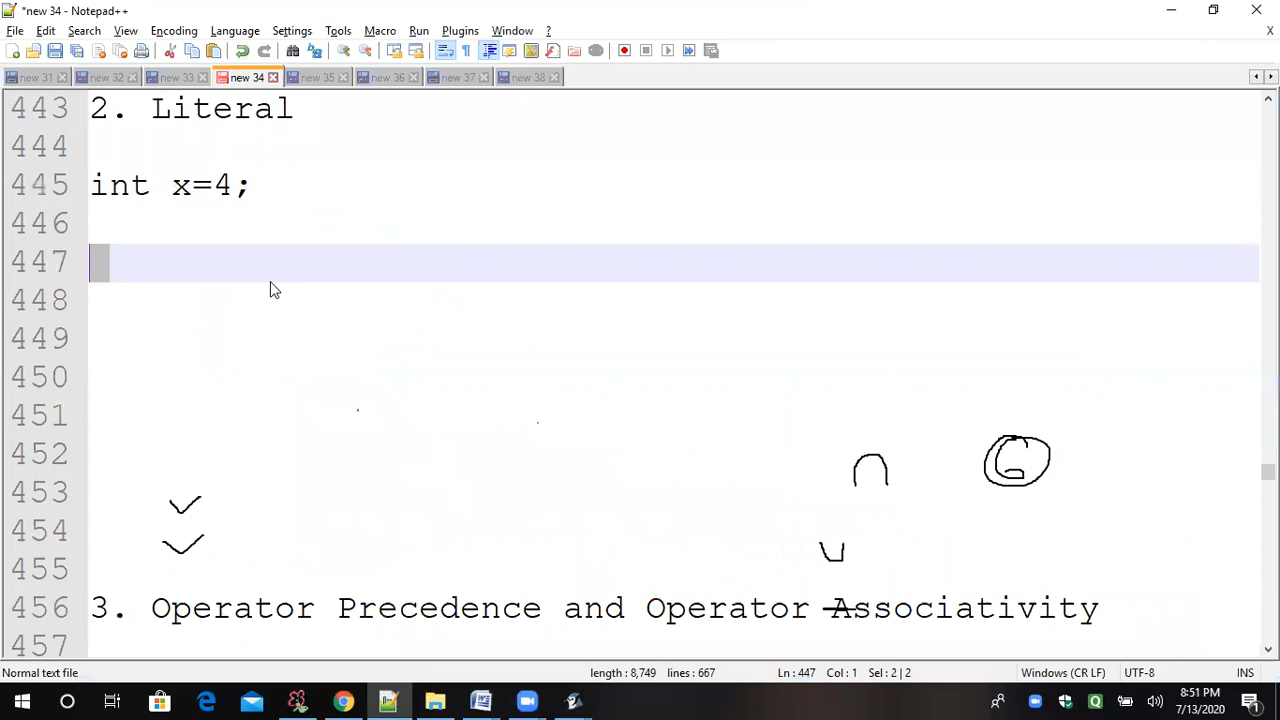 *new 34 - Notepad++
File Edit Search View Encoding Language Settings Tools Macro Run Plugins Window ? X
new 31 new 32 new 33 new 34 new 35 new 36 new 37 new 38
443 2. Literal
444
445 int x=4;
446
447
448
449
450
451
452
453
454
455
456 3. Operator Precedence and Operator Associativity
457
Normal text file length : 8,749 lines : 667 Ln : 447 Col : 1 Sel : 2 | 2 Windows (CR LF) UTF-8 INS
8:51 PM
7/13/2020